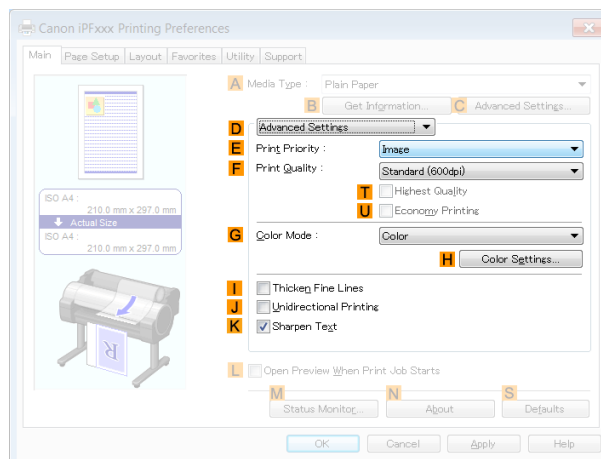 Canon iPFxxx Printing Preferences
Main Page Setup Layout Favorites Utility Support
A Media Type : Plain Paper
B Get Information... C Advanced Settings...
D Advanced Settings
E Print Priority : Image
F Print Quality : Standard (600dpi)
T Highest Quality
U Economy Printing
G Color Mode : Color
H Color Settings...
I Thicken Fine Lines
J Unidirectional Printing
K Sharpen Text
L Open Preview When Print Job Starts
M Status Monitor... N About S Defaults
ISO A4 :
210.0 mm x 297.0 mm
Actual Size
ISO A4 :
210.0 mm x 297.0 mm
R
OK Cancel Apply Help